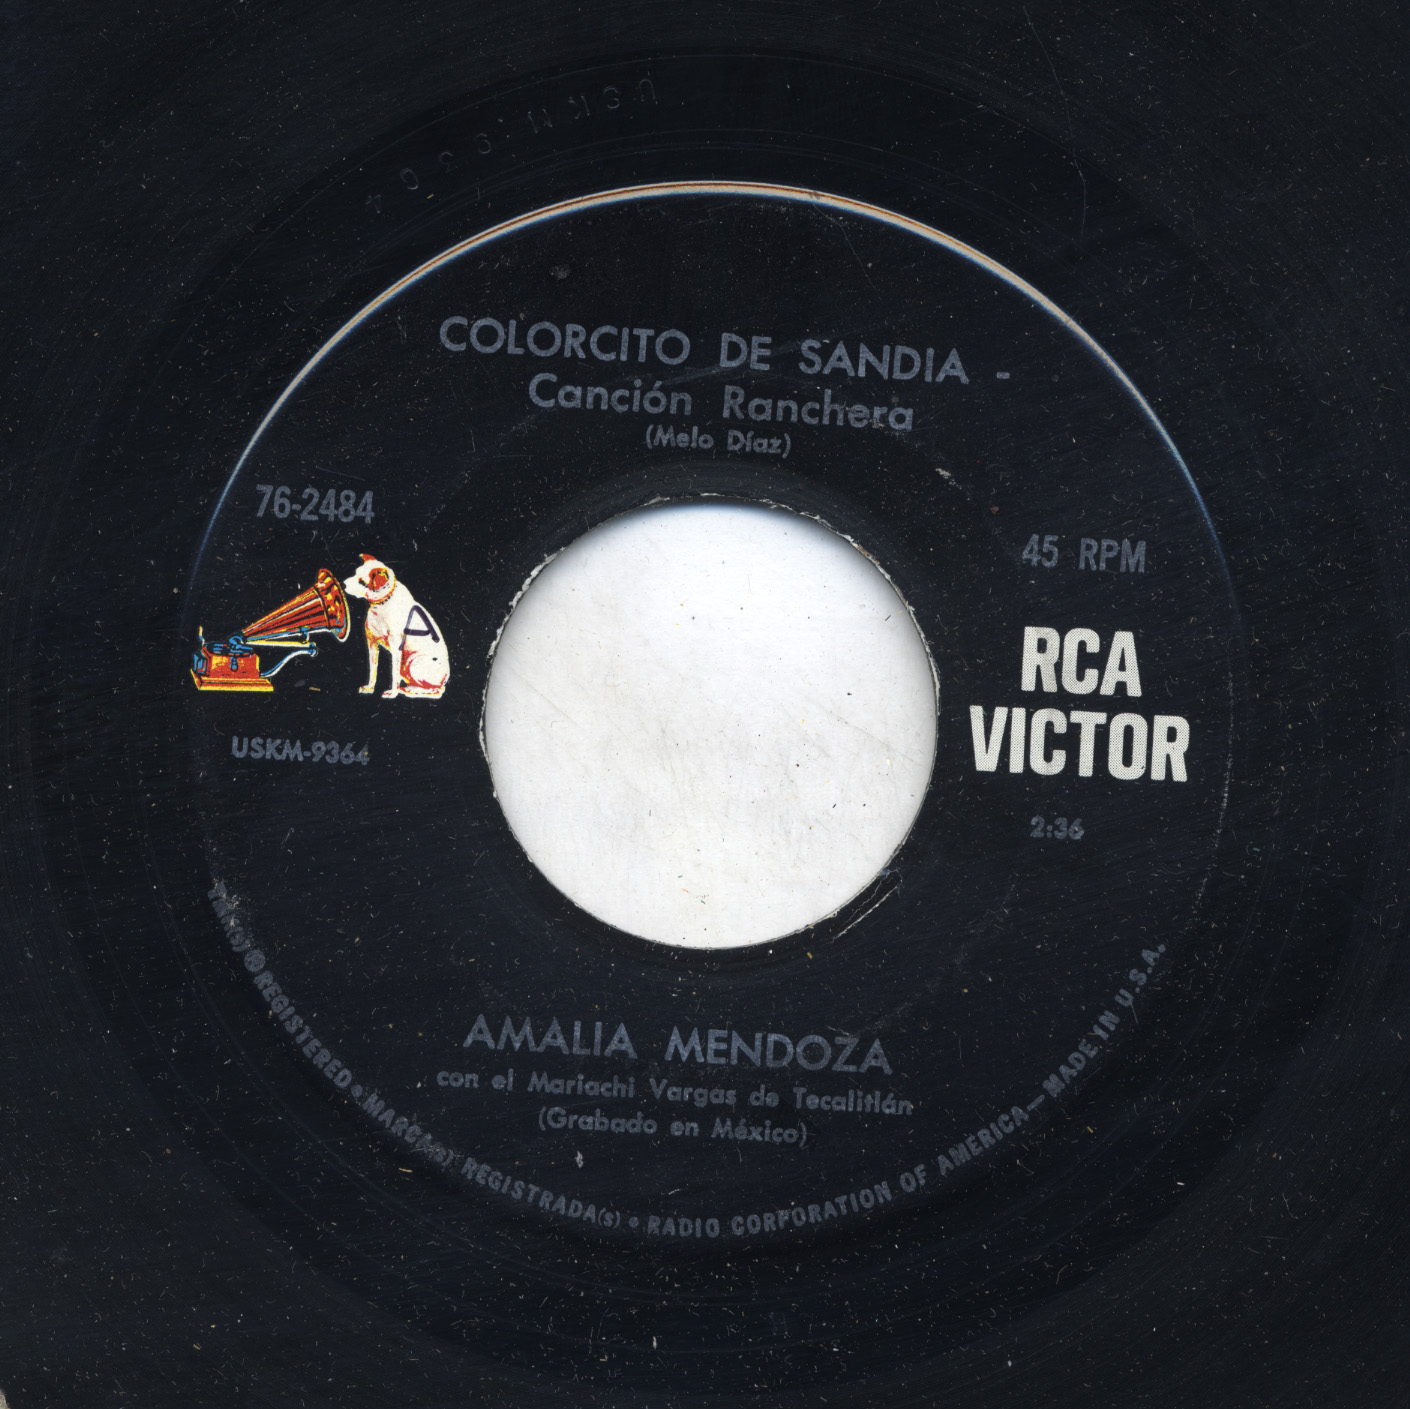 COLORCITO DE SANDIA -
Canción Ranchera
(Melo Díaz)
76-2484
45 RPM
A
RCA
VICTOR
USKM-9364
2:36
AMALIA MENDOZA
con el Mariachi Vargas de Tecalitlán
(Grabado en México)
TMK(s) ® REGISTERED • MARCA(s) REGISTRADA(s) • RADIO CORPORATION OF AMERICA—MADE IN U.S.A.